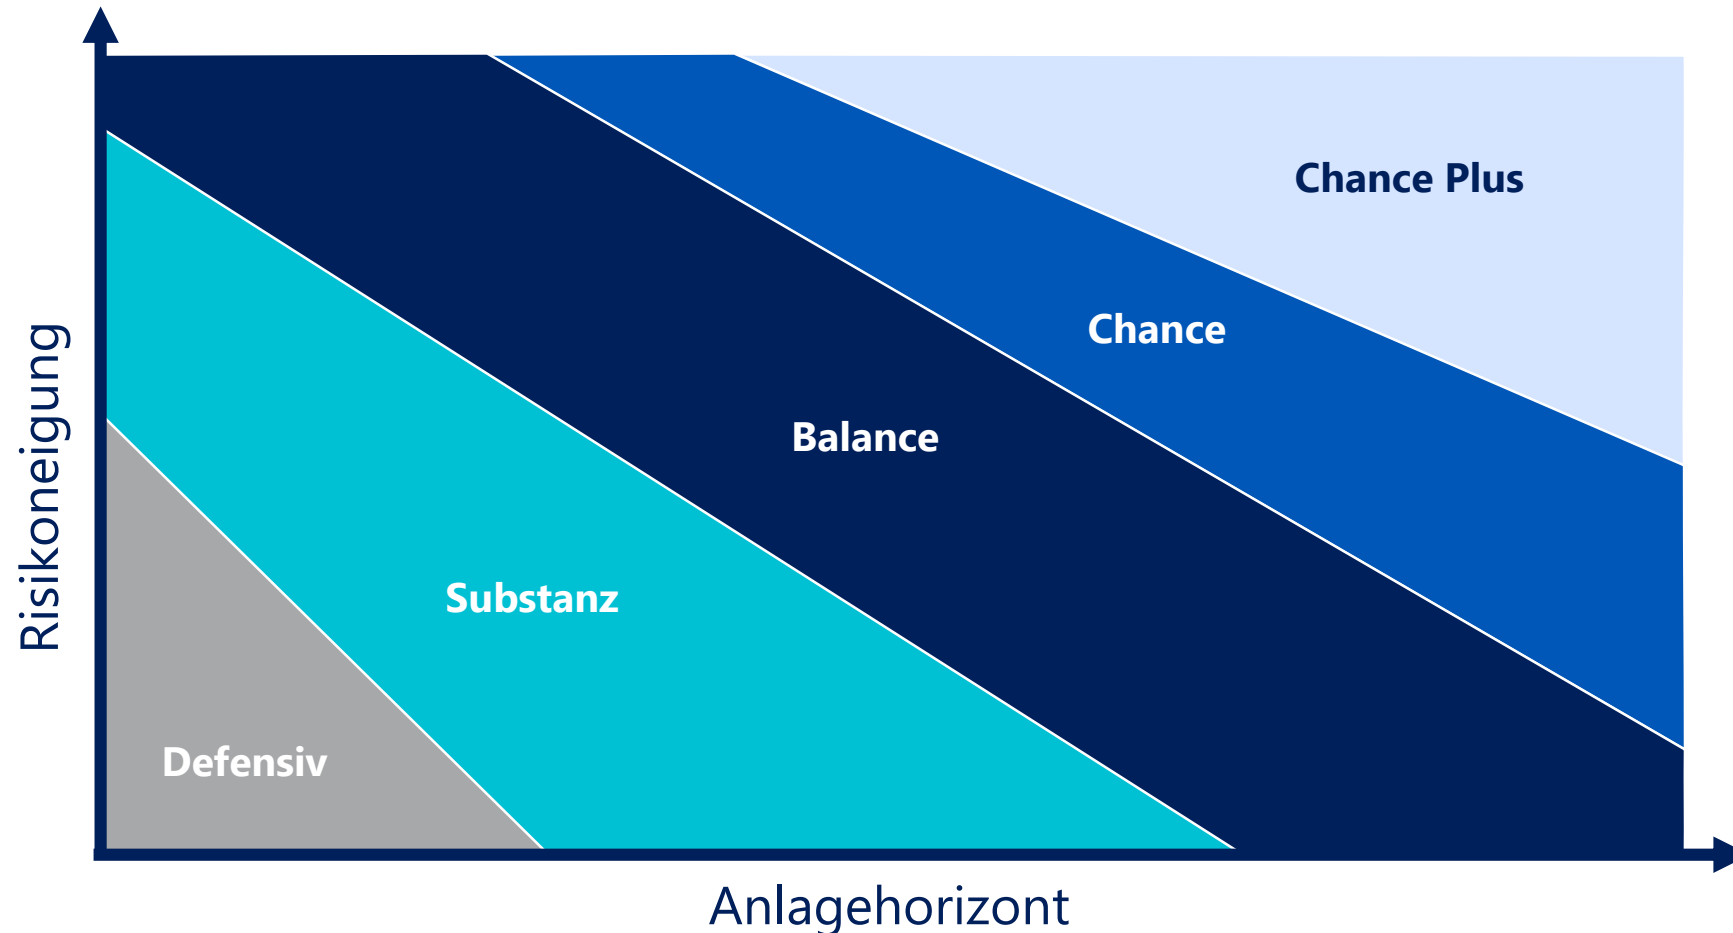 Chance Plus
Chance
Balance
Substanz
Defensiv
Risikoneigung
Anlagehorizont